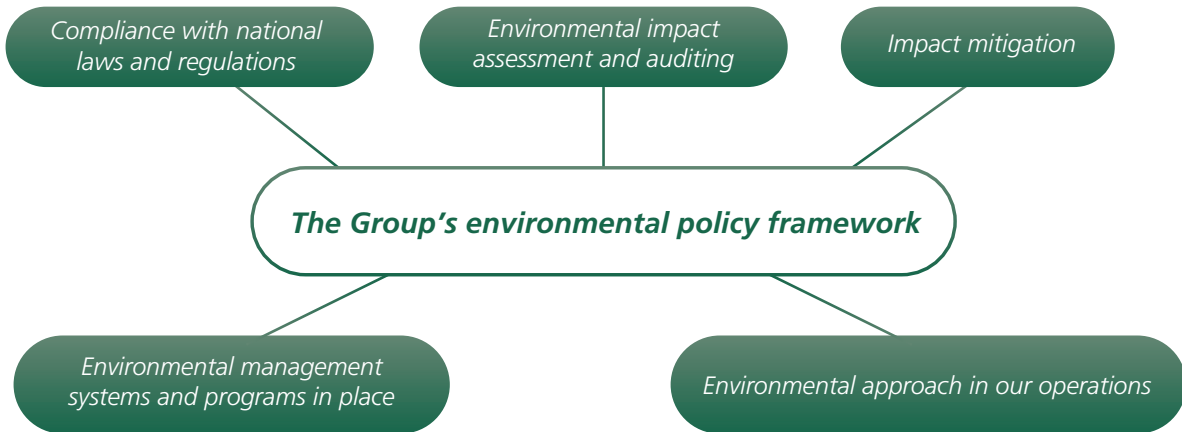 Compliance with national
laws and regulations
Environmental impact
assessment and auditing
Impact mitigation
The Group’s environmental policy framework
Environmental management
systems and programs in place
Environmental approach in our operations